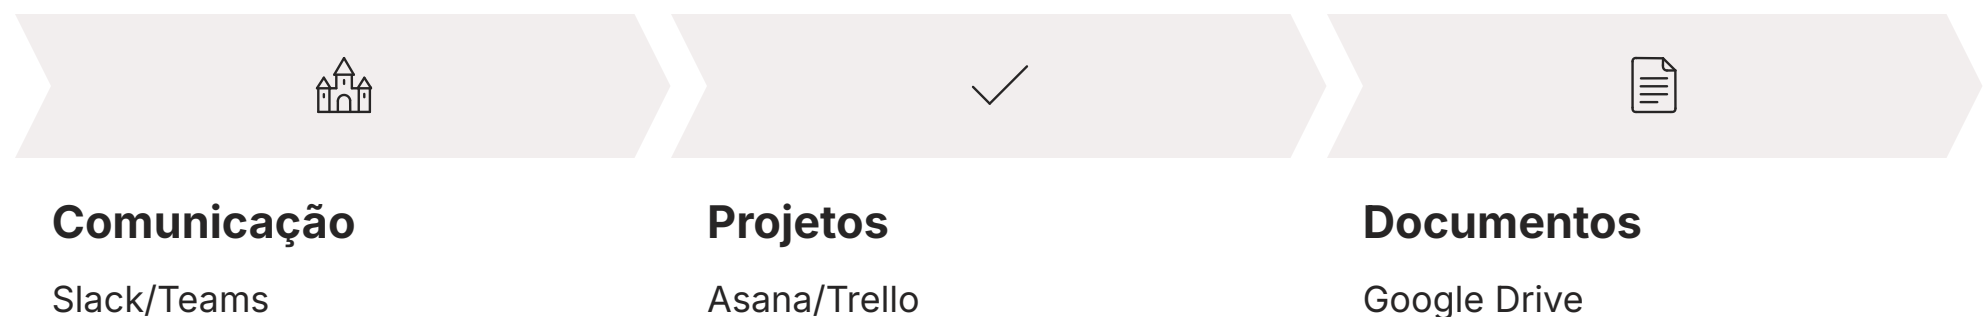 Comunicação
Slack/Teams
Projetos
Asana/Trello
Documentos
Google Drive